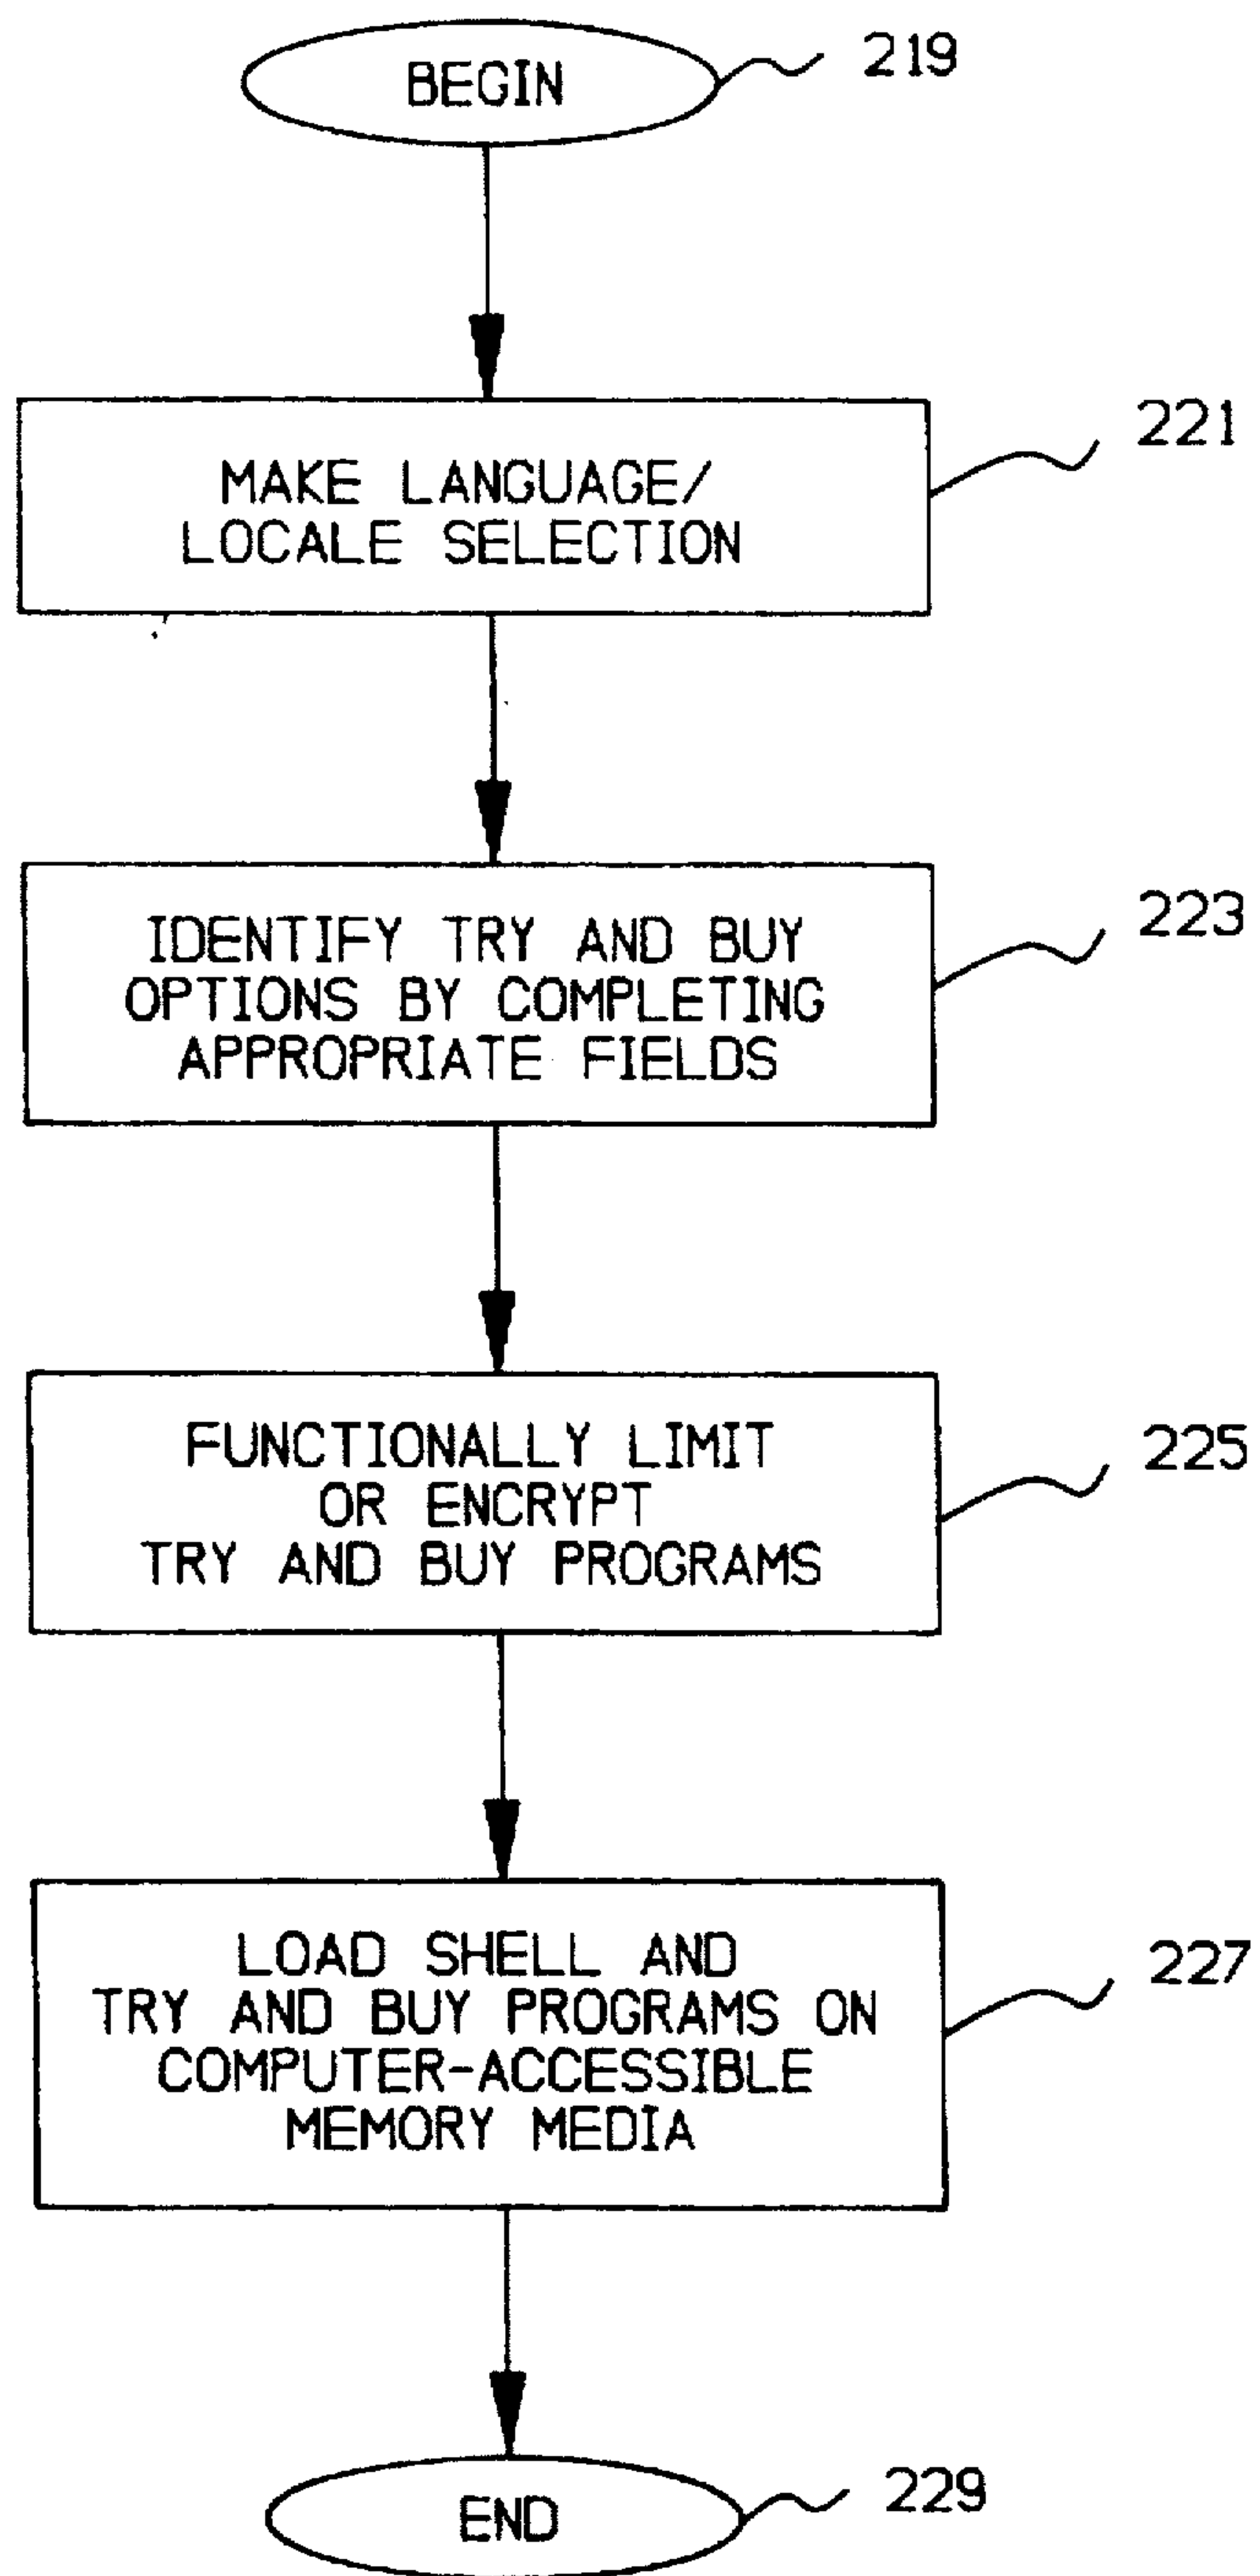 BEGIN
219
MAKE LANGUAGE/
LOCALE SELECTION
221
IDENTIFY TRY AND BUY
OPTIONS BY COMPLETING
APPROPRIATE FIELDS
223
FUNCTIONALLY LIMIT
OR ENCRYPT
TRY AND BUY PROGRAMS
225
LOAD SHELL AND
TRY AND BUY PROGRAMS ON
COMPUTER-ACCESSIBLE
MEMORY MEDIA
227
END
229